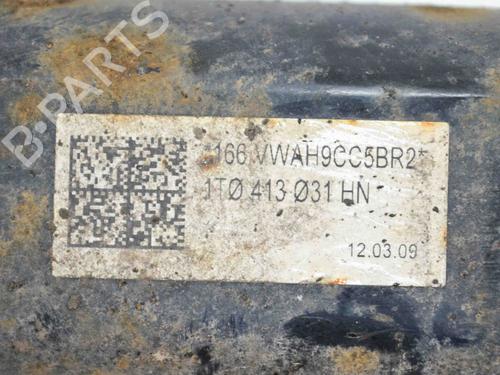 B-PARTS
*166 VWAH9CC5BR2*
1TØ 413 Ø31 HN
12.03.09